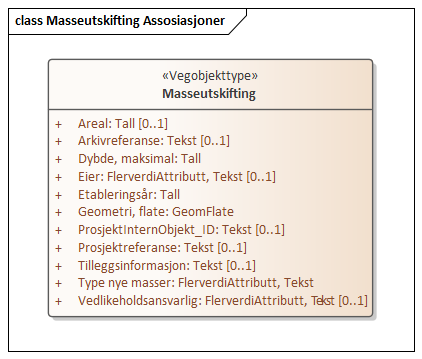 class Masseutskifting Assosiasjoner
«Vegobjekttype»
Masseutskifting
+ Areal: Tall [0..1]
+ Arkivreferanse: Tekst [0..1]
+ Dybde, maksimal: Tall
+ Eier: FlerverdiAttributt, Tekst [0..1]
+ Etableringsår: Tall
+ Geometri, flate: GeomFlate
+ ProsjektInternObjekt_ID: Tekst [0..1]
+ Prosjektreferanse: Tekst [0..1]
+ Tilleggsinformasjon: Tekst [0..1]
+ Type nye masser: FlerverdiAttributt, Tekst
+ Vedlikeholdsansvarlig: FlerverdiAttributt, Tekst [0..1]